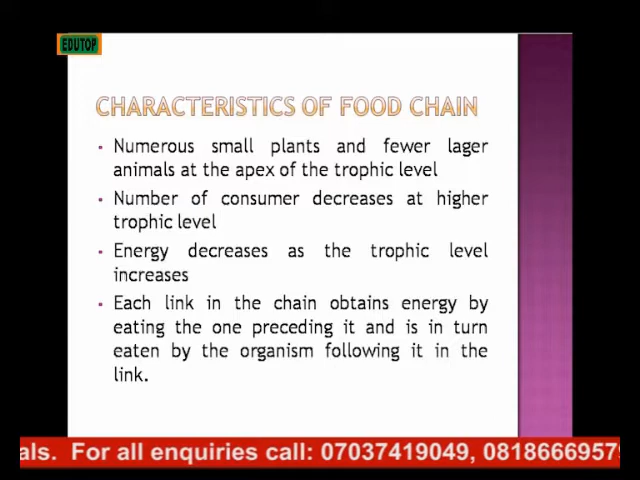 EDUTOP
CHARACTERISTICS OF FOOD CHAIN
▪ Numerous small plants and fewer lager
animals at the apex of the trophic level
▪ Number of consumer decreases at higher
trophic level
▪ Energy decreases as the trophic level
increases
▪ Each link in the chain obtains energy by
eating the one preceding it and is in turn
eaten by the organism following it in the
link.
als. For all enquiries call: 07037419049, 0818666957